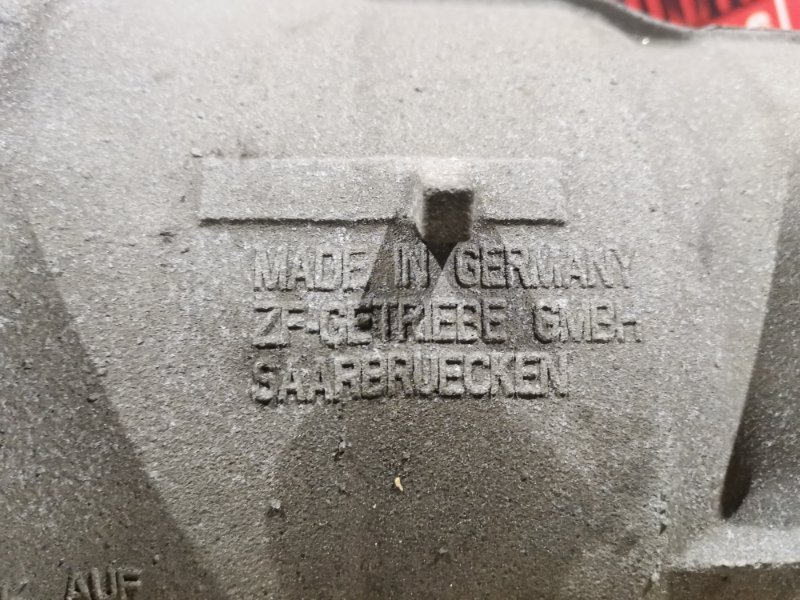 MADE IN GERMANY
ZF-GETRIEBE GMBH
SAARBRUECKEN
AUF